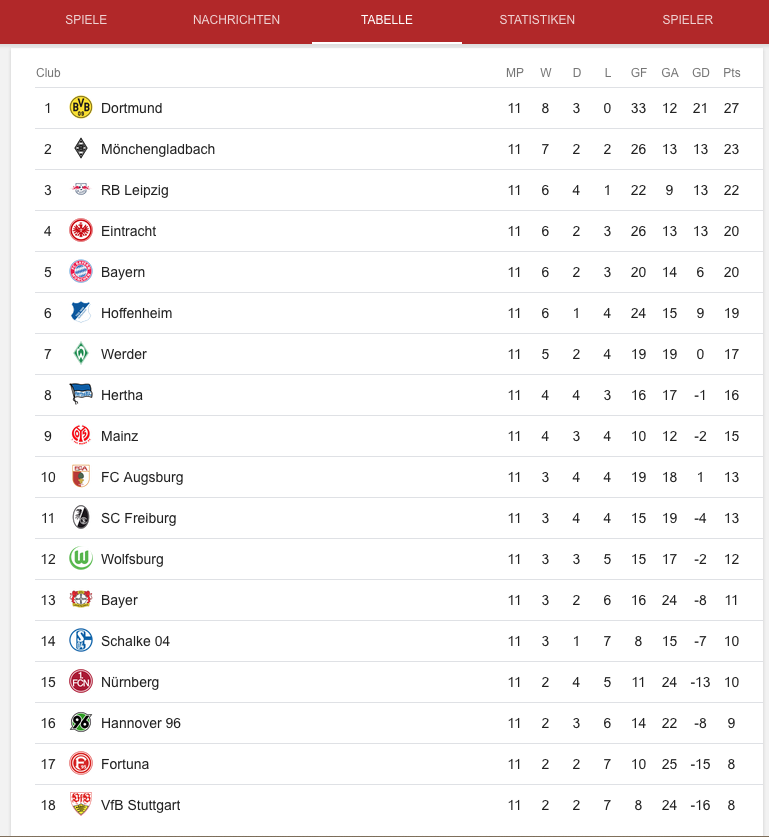 SPIELE NACHRICHTEN TABELLE STATISTIKEN SPIELER
Club MP W D L GF GA GD Pts
1 Dortmund 11 8 3 0 33 12 21 27
2 Mönchengladbach 11 7 2 2 26 13 13 23
3 RB Leipzig 11 6 4 1 22 9 13 22
4 Eintracht 11 6 2 3 26 13 13 20
5 Bayern 11 6 2 3 20 14 6 20
6 Hoffenheim 11 6 1 4 24 15 9 19
7 Werder 11 5 2 4 19 19 0 17
8 Hertha 11 4 4 3 16 17 -1 16
9 Mainz 11 4 3 4 10 12 -2 15
10 FC Augsburg 11 3 4 4 19 18 1 13
11 SC Freiburg 11 3 4 4 15 19 -4 13
12 Wolfsburg 11 3 3 5 15 17 -2 12
13 Bayer 11 3 2 6 16 24 -8 11
14 Schalke 04 11 3 1 7 8 15 -7 10
15 Nürnberg 11 2 4 5 11 24 -13 10
16 Hannover 96 11 2 3 6 14 22 -8 9
17 Fortuna 11 2 2 7 10 25 -15 8
18 VfB Stuttgart 11 2 2 7 8 24 -16 8